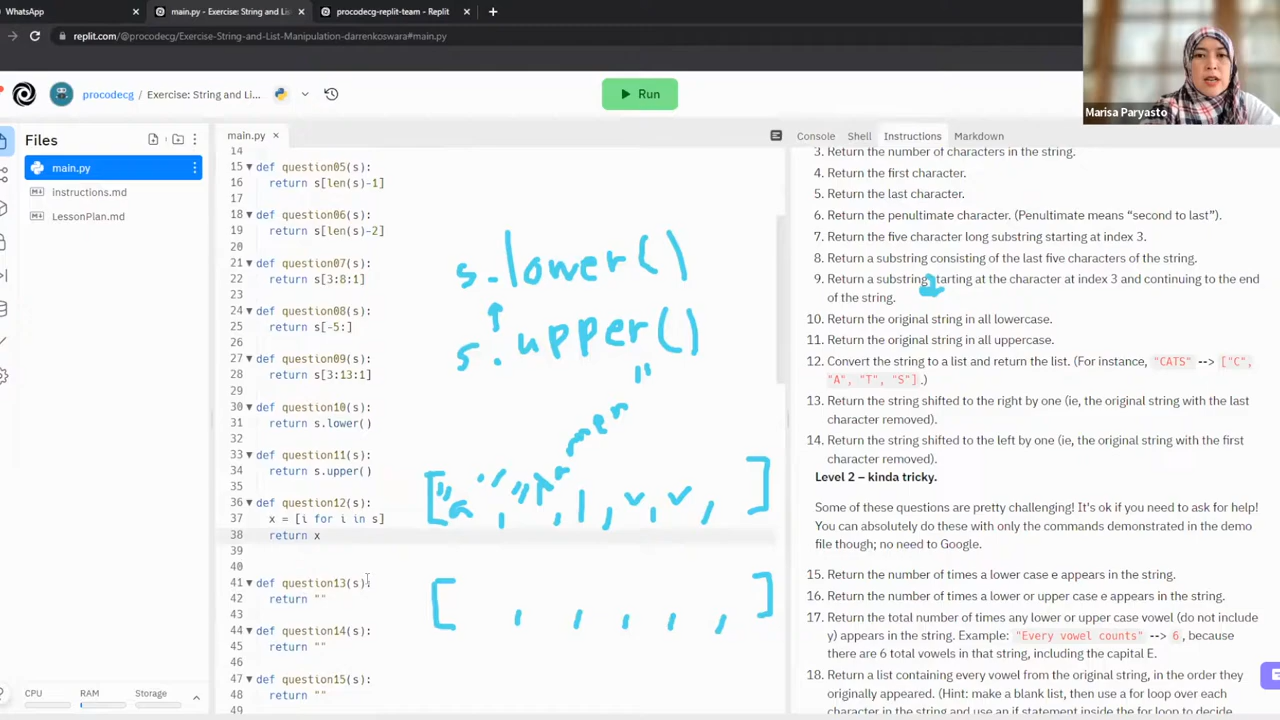 WhatsApp
main.py - Exercise: String and Lis
procodecg-replit-team - Replit
replit.com/@procodecg/Exercise-String-and-List-Manipulation-darrenkoswara#main.py
procodecg / Exercise: String and Li...
Run
Marisa Paryasto
Files
main.py
instructions.md
LessonPlan.md
main.py
14
15 def question05(s):
16 return s[len(s)-1]
17
18 def question06(s):
19 return s[len(s)-2]
20
21 def question07(s):
22 return s[3:8:1]
23
24 def question08(s):
25 return s[-5:]
26
27 def question09(s):
28 return s[3:13:1]
29
30 def question10(s):
31 return s.lower()
32
33 def question11(s):
34 return s.upper()
35
36 def question12(s):
37 x = [i for i in s]
38 return x
39
40
41 def question13(s):
42 return ""
43
44 def question14(s):
45 return ""
46
47 def question15(s):
48 return ""
49
s.lower()
s.upper()
CPU RAM Storage
Console Shell Instructions Markdown
3. Return the number of characters in the string.
4. Return the first character.
5. Return the last character.
6. Return the penultimate character. (Penultimate means “second to last”).
7. Return the five character long substring starting at index 3.
8. Return a substring consisting of the last five characters of the string.
9. Return a substring starting at the character at index 3 and continuing to the end
of the string.
10. Return the original string in all lowercase.
11. Return the original string in all uppercase.
12. Convert the string to a list and return the list. (For instance, "CATS" --> ["C",
"A", "T", "S"] .)
13. Return the string shifted to the right by one (ie, the original string with the last
character removed).
14. Return the string shifted to the left by one (ie, the original string with the first
character removed).
Level 2 – kinda tricky.
Some of these questions are pretty challenging! It's ok if you need to ask for help!
You can absolutely do these with only the commands demonstrated in the demo
file though; no need to Google.
15. Return the number of times a lower case e appears in the string.
16. Return the number of times a lower or upper case e appears in the string.
17. Return the total number of times any lower or upper case vowel (do not include
y) appears in the string. Example: "Every vowel counts" --> 6 , because
there are 6 total vowels in that string, including the capital E.
18. Return a list containing every vowel from the original string, in the order they
originally appeared. (Hint: make a blank list, then use a for loop over each
character in the string and use an if statement inside the for loop to decide